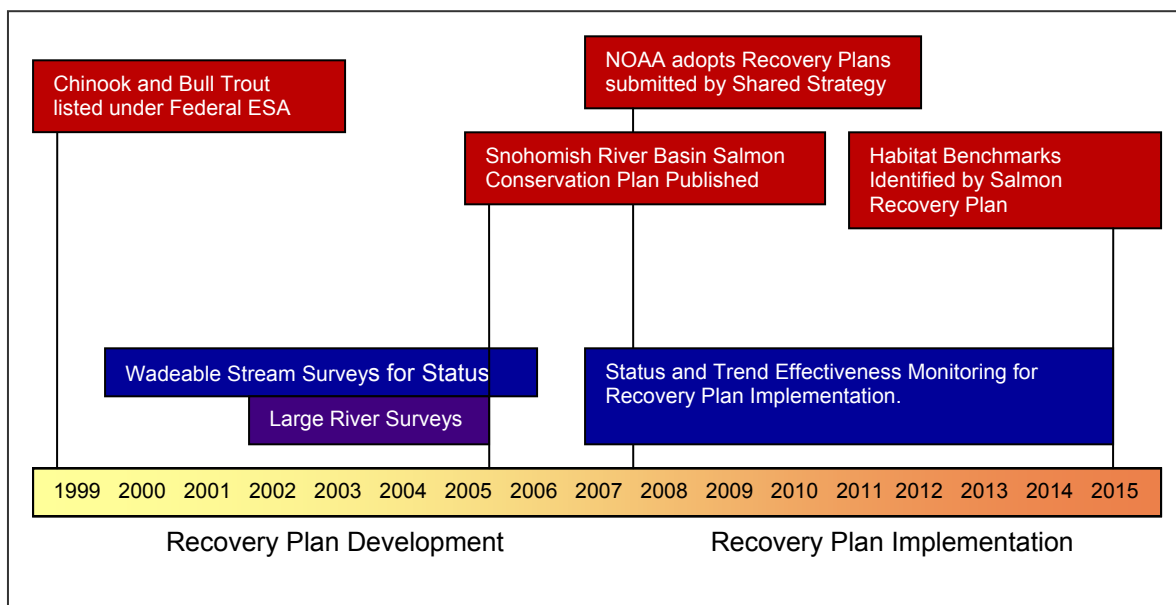 Chinook and Bull Trout
listed under Federal ESA
NOAA adopts Recovery Plans
submitted by Shared Strategy
Snohomish River Basin Salmon
Conservation Plan Published
Habitat Benchmarks
Identified by Salmon
Recovery Plan
Wadeable Stream Surveys for Status
Large River Surveys
Status and Trend Effectiveness Monitoring for
Recovery Plan Implementation.
1999 2000 2001 2002 2003 2004 2005 2006 2007 2008 2009 2010 2011 2012 2013 2014 2015
Recovery Plan Development
Recovery Plan Implementation